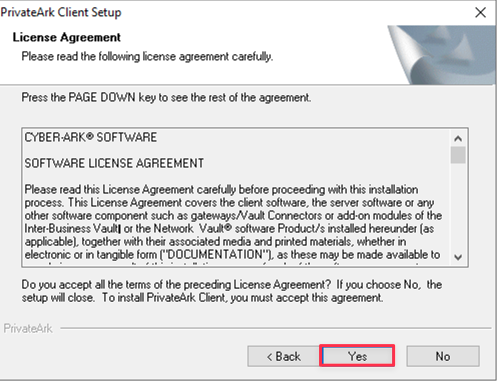 PrivateArk Client Setup
License Agreement
Please read the following license agreement carefully.
Press the PAGE DOWN key to see the rest of the agreement.
CYBER-ARK® SOFTWARE
SOFTWARE LICENSE AGREEMENT
Please read this License Agreement carefully before proceeding with this installation
process. This License Agreement covers the client software, the server software or any
other software component such as gateways/Vault Connectors or add-on modules of the
Inter-Business Vault or the Network Vault® software Product/s installed hereunder (as
applicable), together with their associated media and printed materials, whether in
electronic or in tangible form ("DOCUMENTATION"), as these may be made available to
Do you accept all the terms of the preceding License Agreement? If you choose No, the
setup will close. To install PrivateArk Client, you must accept this agreement.
PrivateArk
< Back
Yes
No